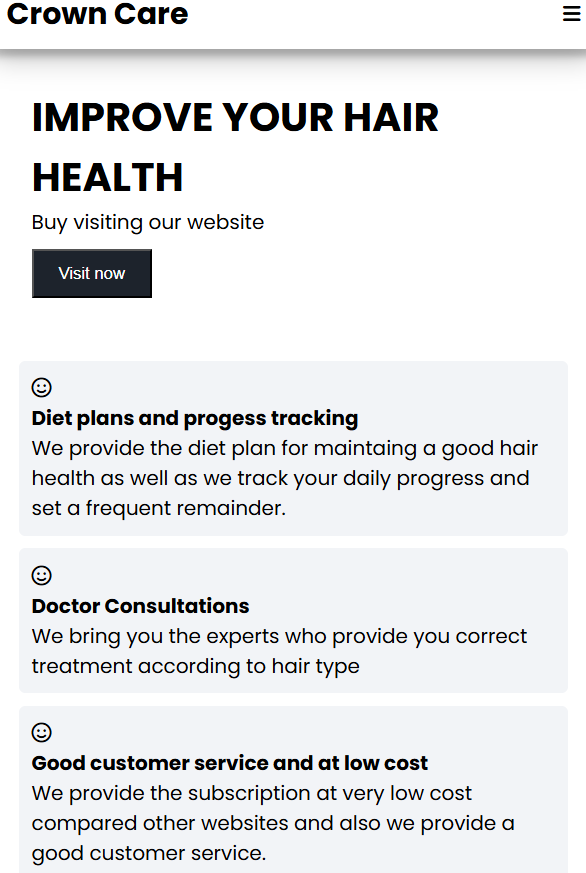 Crown Care
IMPROVE YOUR HAIR
HEALTH
Buy visiting our website
Visit now
Diet plans and progess tracking
We provide the diet plan for maintaing a good hair
health as well as we track your daily progress and
set a frequent remainder.
Doctor Consultations
We bring you the experts who provide you correct
treatment according to hair type
Good customer service and at low cost
We provide the subscription at very low cost
compared other websites and also we provide a
good customer service.